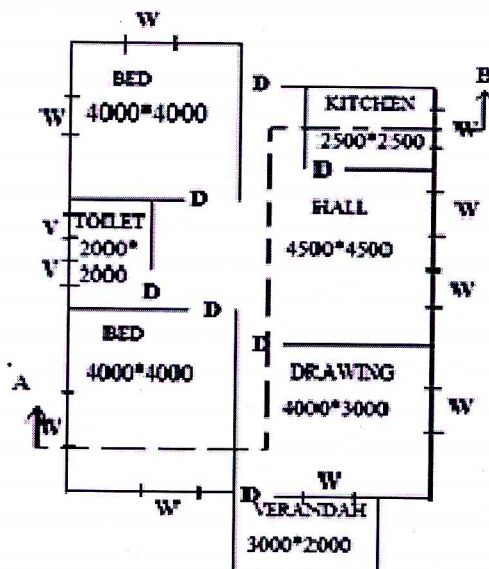 W
BED
4000*4000
W
D
B
KITCHEN
2500*2500
W
D
D
HALL
4500*4500
W
TOILET
2000*
2000
V
V
D
D
W
BED
4000*4000
D
DRAWING
4000*3000
A
W
W
W
D
W
VERANDAH
3000*2000